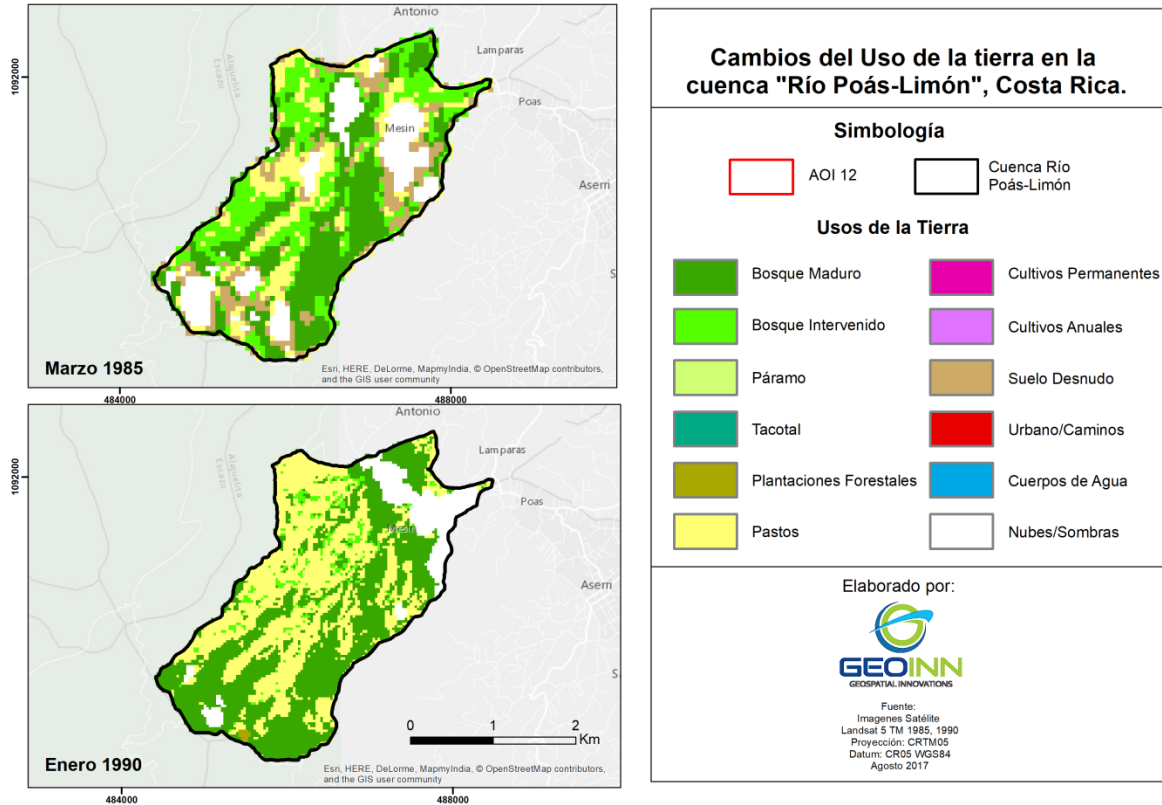 Antonio
Lamparas
Alajuelita
Escazu
Poas
Mesin
Aserri
S
1092000
Marzo 1985
Esri, HERE, DeLorme, MapmyIndia, © OpenStreetMap contributors,
and the GIS user community
484000
488000
Antonio
Lamparas
Alajuelita
Escazu
Poas
Mesin
Aserri
S
1092000
0 1 2
Km
Enero 1990
Esri, HERE, DeLorme, MapmyIndia, © OpenStreetMap contributors,
and the GIS user community
484000
488000
Cambios del Uso de la tierra en la
cuenca "Río Poás-Limón", Costa Rica.
Simbología
AOI 12
Cuenca Río
Poás-Limón
Usos de la Tierra
Bosque Maduro
Cultivos Permanentes
Bosque Intervenido
Cultivos Anuales
Páramo
Suelo Desnudo
Tacotal
Urbano/Caminos
Plantaciones Forestales
Cuerpos de Agua
Pastos
Nubes/Sombras
Elaborado por:
GEOINN
GEOSPATIAL INNOVATIONS
Fuente:
Imagenes Satélite
Landsat 5 TM 1985, 1990
Proyección: CRTM05
Datum: CR05 WGS84
Agosto 2017